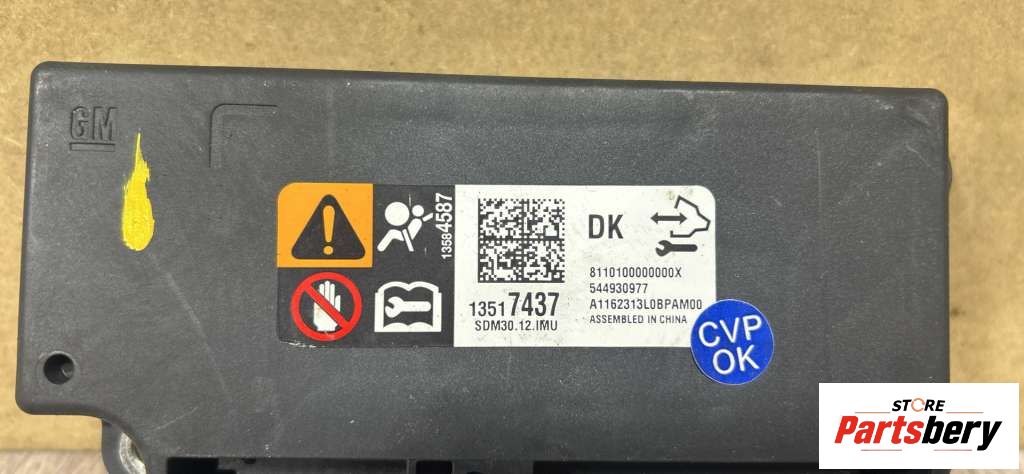 GM
13584587
DK
8110100000000X
544930977
A1162313L0BPAM00
ASSEMBLED IN CHINA
13517437
SDM30.12.IMU
CVP
OK
STORE
Partsbery